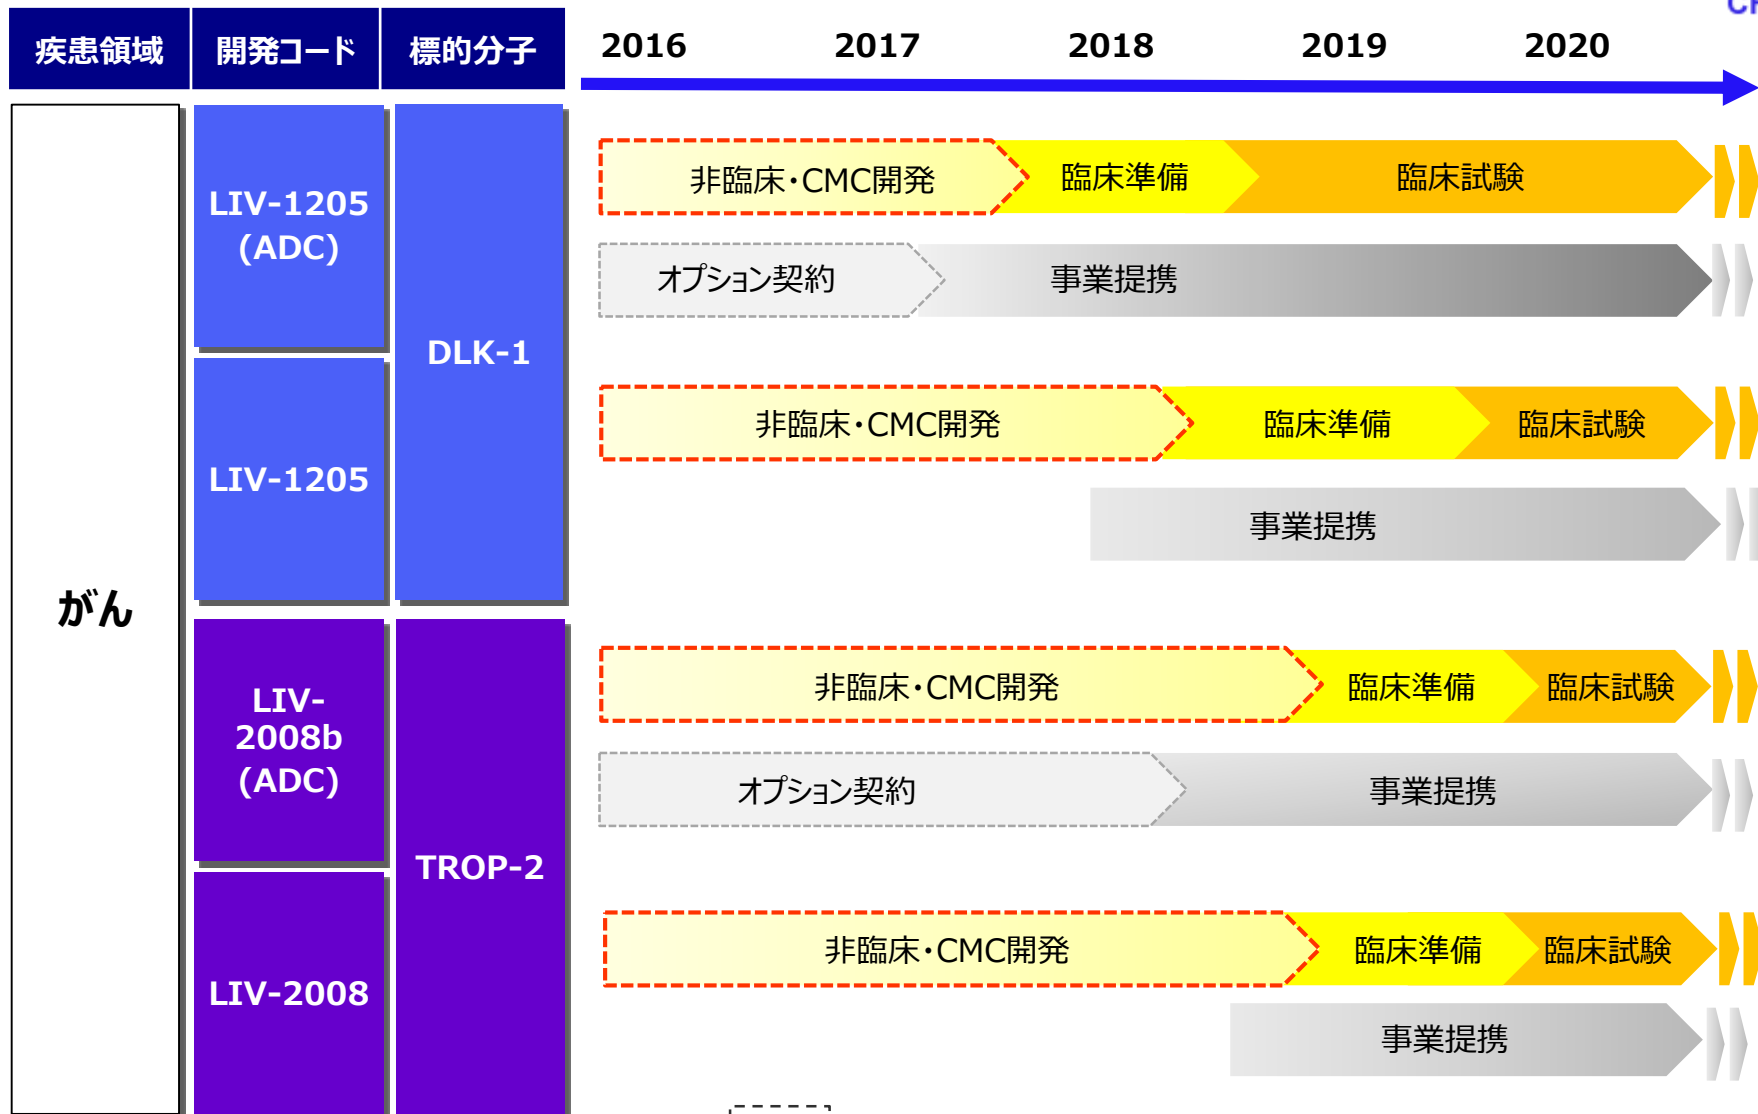 疾患領域 開発コード 標的分子 2016 2017 2018 2019 2020
がん
LIV-1205
(ADC)
DLK-1
非臨床・CMC開発 臨床準備 臨床試験
オプション契約 事業提携
LIV-1205
非臨床・CMC開発 臨床準備 臨床試験
事業提携
LIV-
2008b
(ADC)
TROP-2
非臨床・CMC開発 臨床準備 臨床試験
オプション契約 事業提携
LIV-2008
非臨床・CMC開発 臨床準備 臨床試験
事業提携